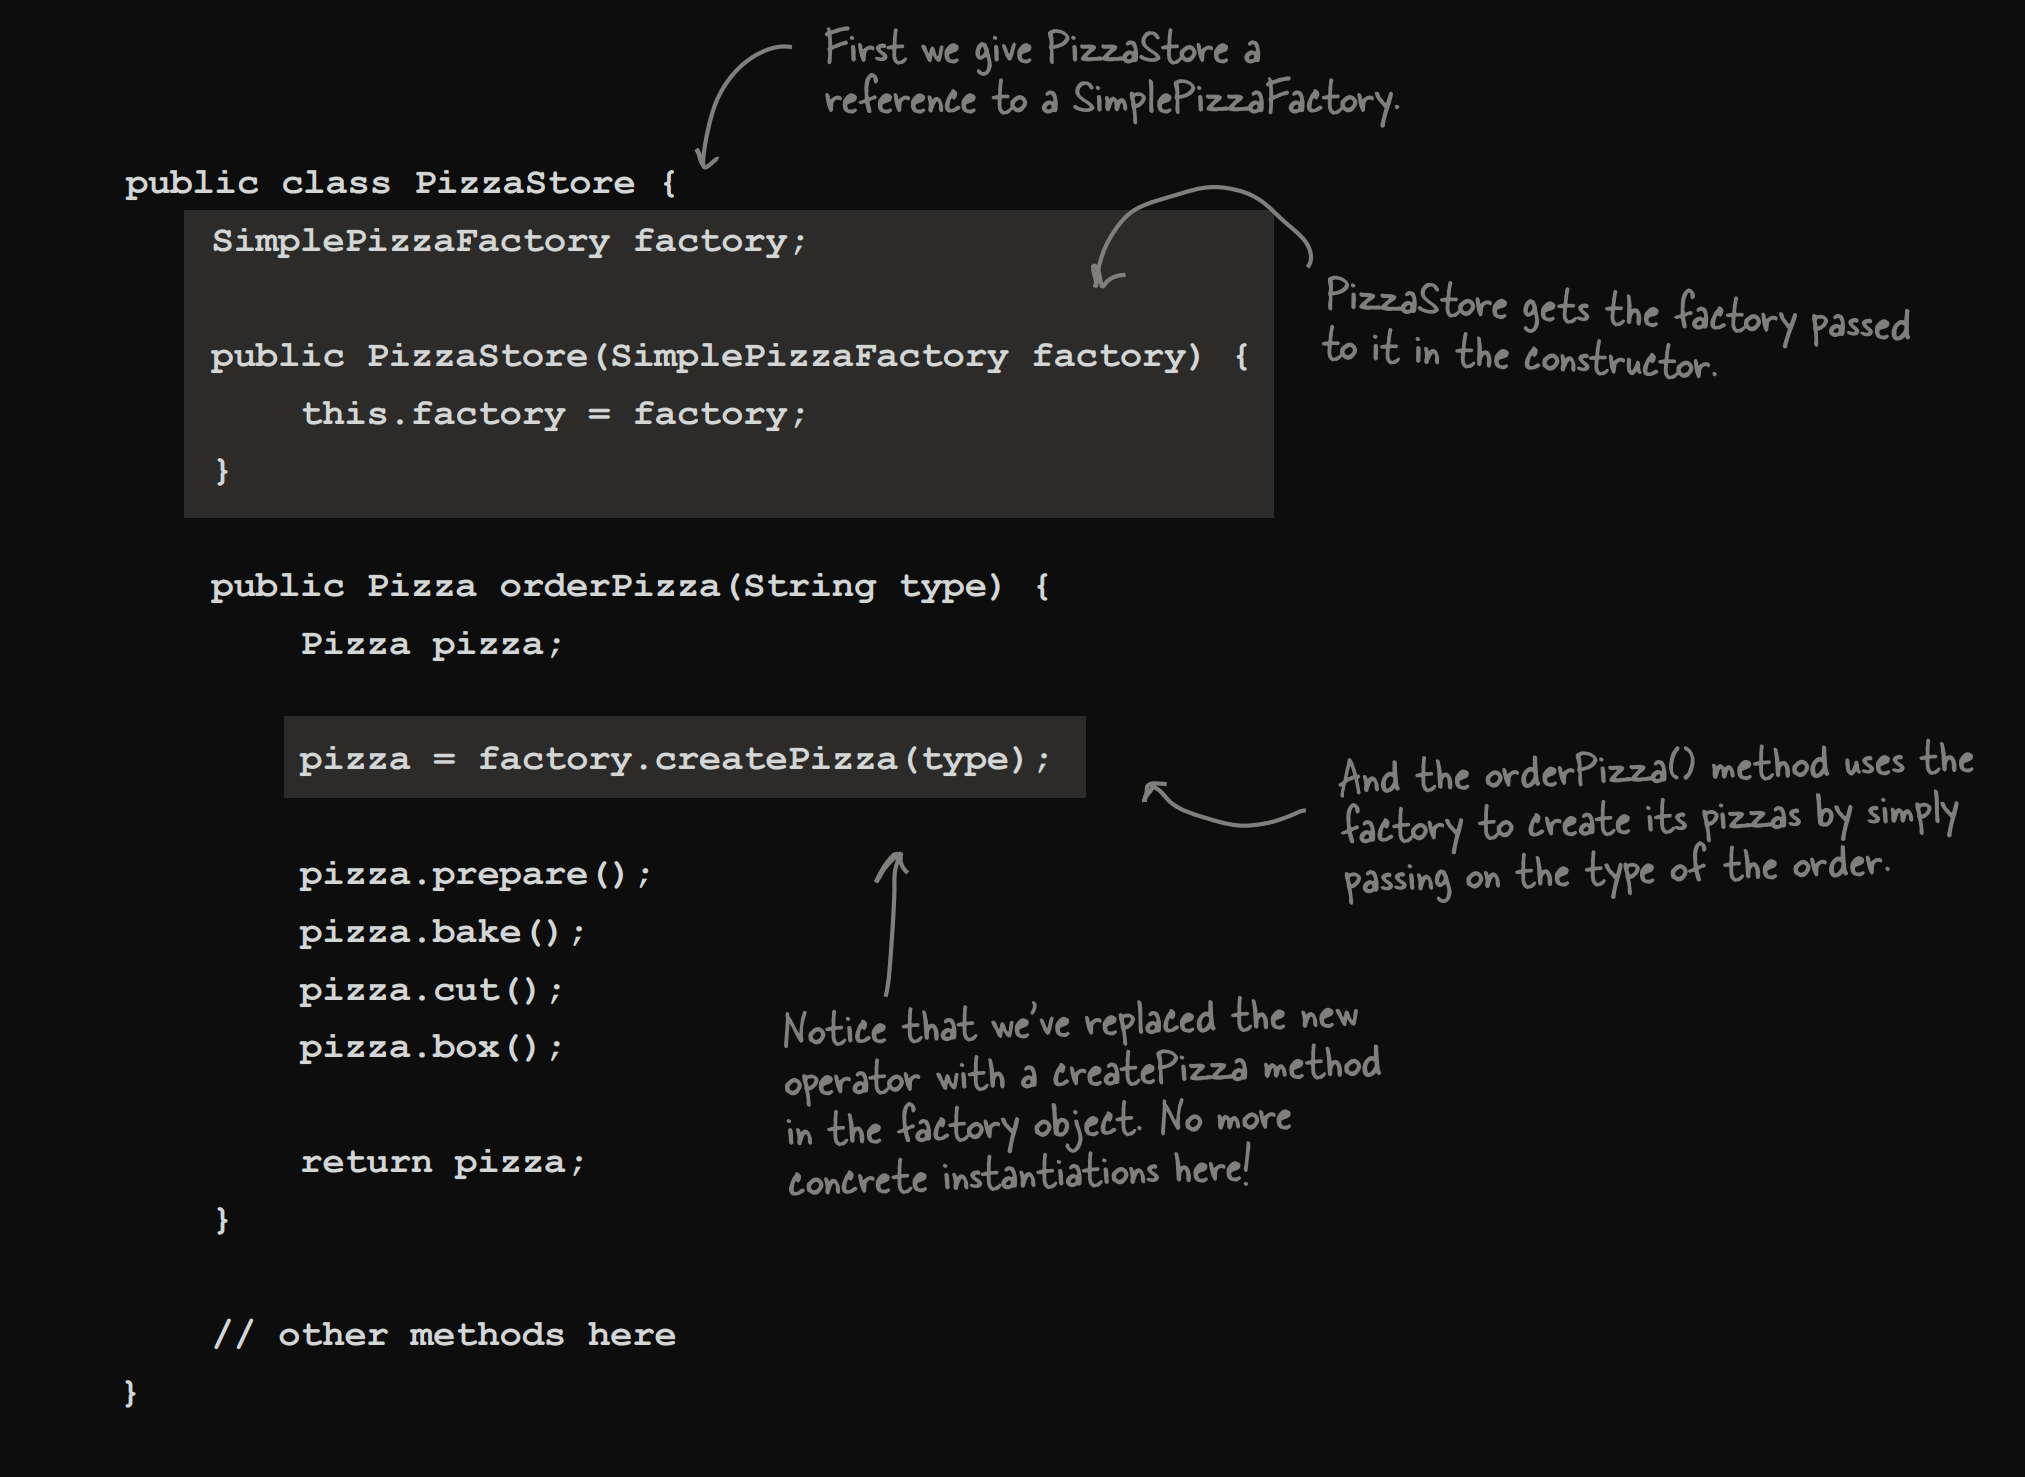 First we give PizzaStore a
reference to a SimplePizzaFactory.
public class PizzaStore {
SimplePizzaFactory factory;
public PizzaStore(SimplePizzaFactory factory) {
this.factory = factory;
}
PizzaStore gets the factory passed
to it in the constructor.
public Pizza orderPizza(String type) {
Pizza pizza;
pizza = factory.createPizza(type);
And the orderPizza() method uses the
factory to create its pizzas by simply
passing on the type of the order.
pizza.prepare();
pizza.bake();
pizza.cut();
pizza.box();
Notice that we've replaced the new
operator with a createPizza method
in the factory object. No more
concrete instantiations here!
return pizza;
}
// other methods here
}